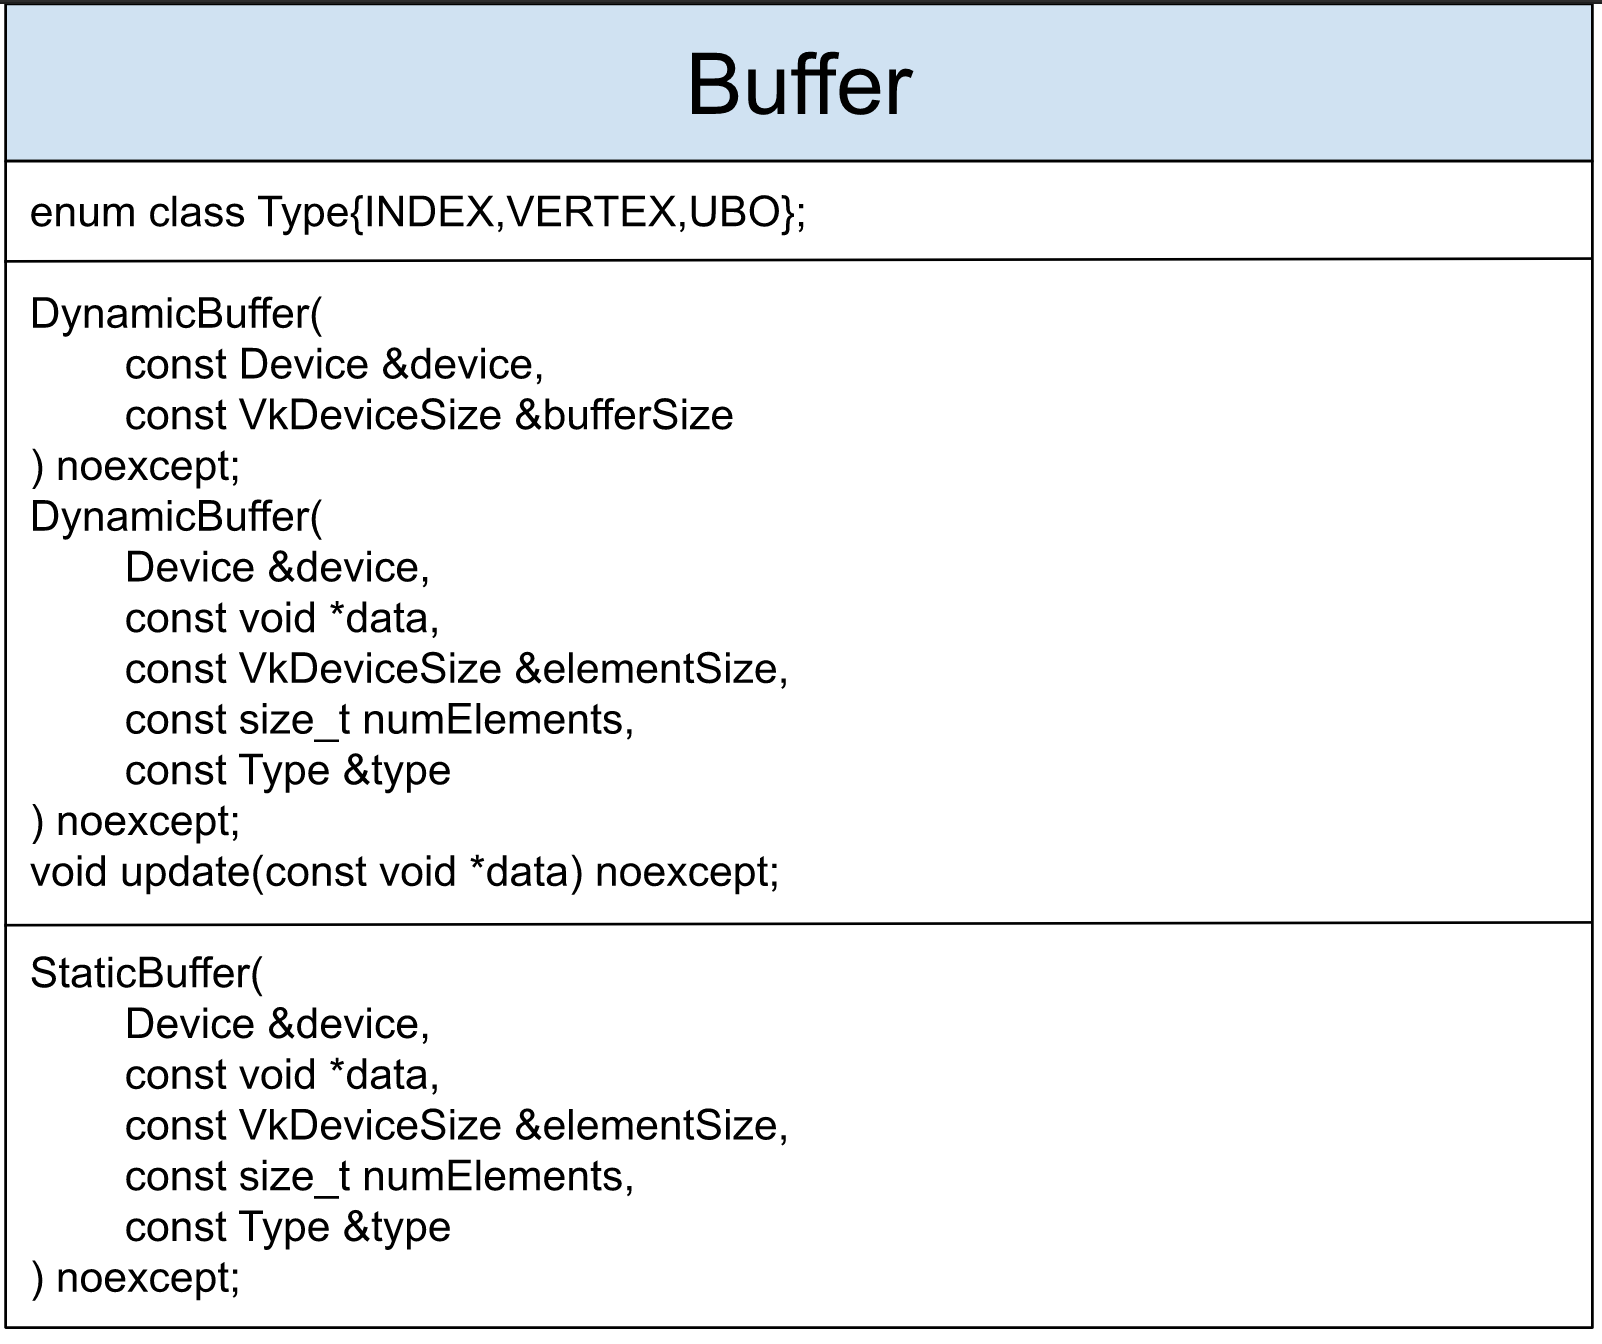 Buffer
enum class Type{INDEX,VERTEX,UBO};
DynamicBuffer(
const Device &device,
const VkDeviceSize &bufferSize
) noexcept;
DynamicBuffer(
Device &device,
const void *data,
const VkDeviceSize &elementSize,
const size_t numElements,
const Type &type
) noexcept;
void update(const void *data) noexcept;
StaticBuffer(
Device &device,
const void *data,
const VkDeviceSize &elementSize,
const size_t numElements,
const Type &type
) noexcept;